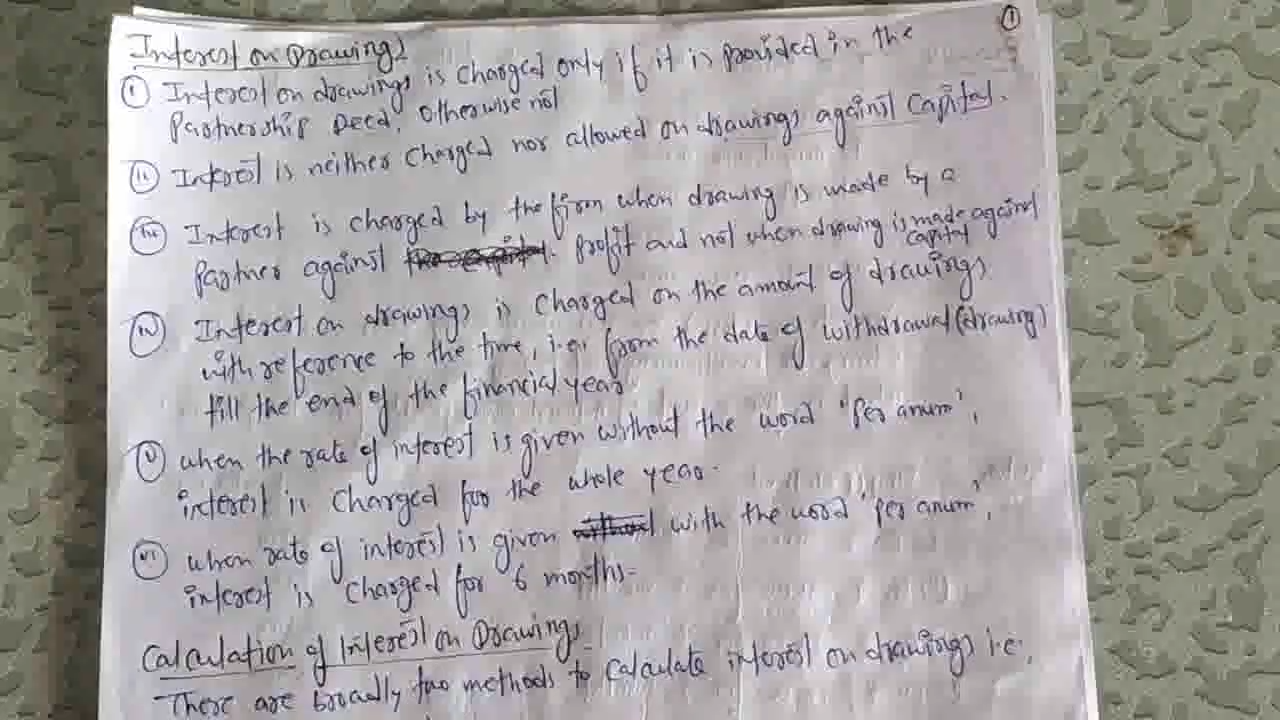 ①
Interest on Drawings
ⓘ Interest on drawings is charged only if it is provided in the
Partnership Deed, otherwise not
ⅱ Interest is neither charged nor allowed on drawings against capital.
ⅲ Interest is charged by the firm when drawing is made by a
Partner against profit and not when drawing is made against
capital
ⅳ Interest on drawings is charged on the amount of drawings
with reference to the time, i.e. from the date of withdrawal (drawing)
till the end of the financial year
ⅴ when the rate of interest is given without the word 'Per anum',
interest is charged for the whole year.
ⅵ when rate of interest is given with the word 'per anum',
interest is charged for 6 months-
Calculation of Interest on Drawings
There are broadly two methods to calculate interest on drawings i.e.